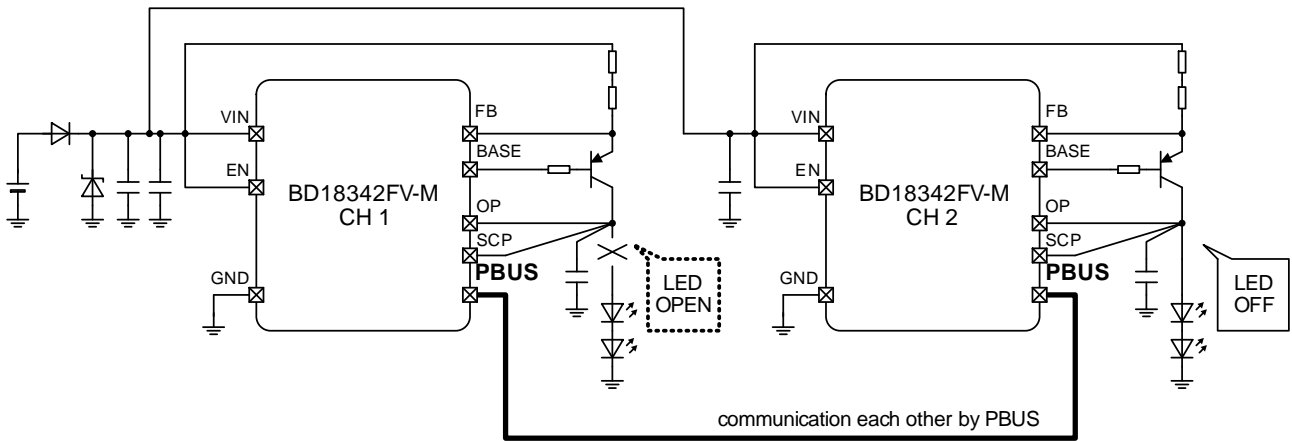 VIN
EN
GND
BD18342FV-M
CH 1
FB
BASE
OP
SCP
PBUS
LED
OPEN
VIN
EN
GND
BD18342FV-M
CH 2
FB
BASE
OP
SCP
PBUS
LED
OFF
communication each other by PBUS